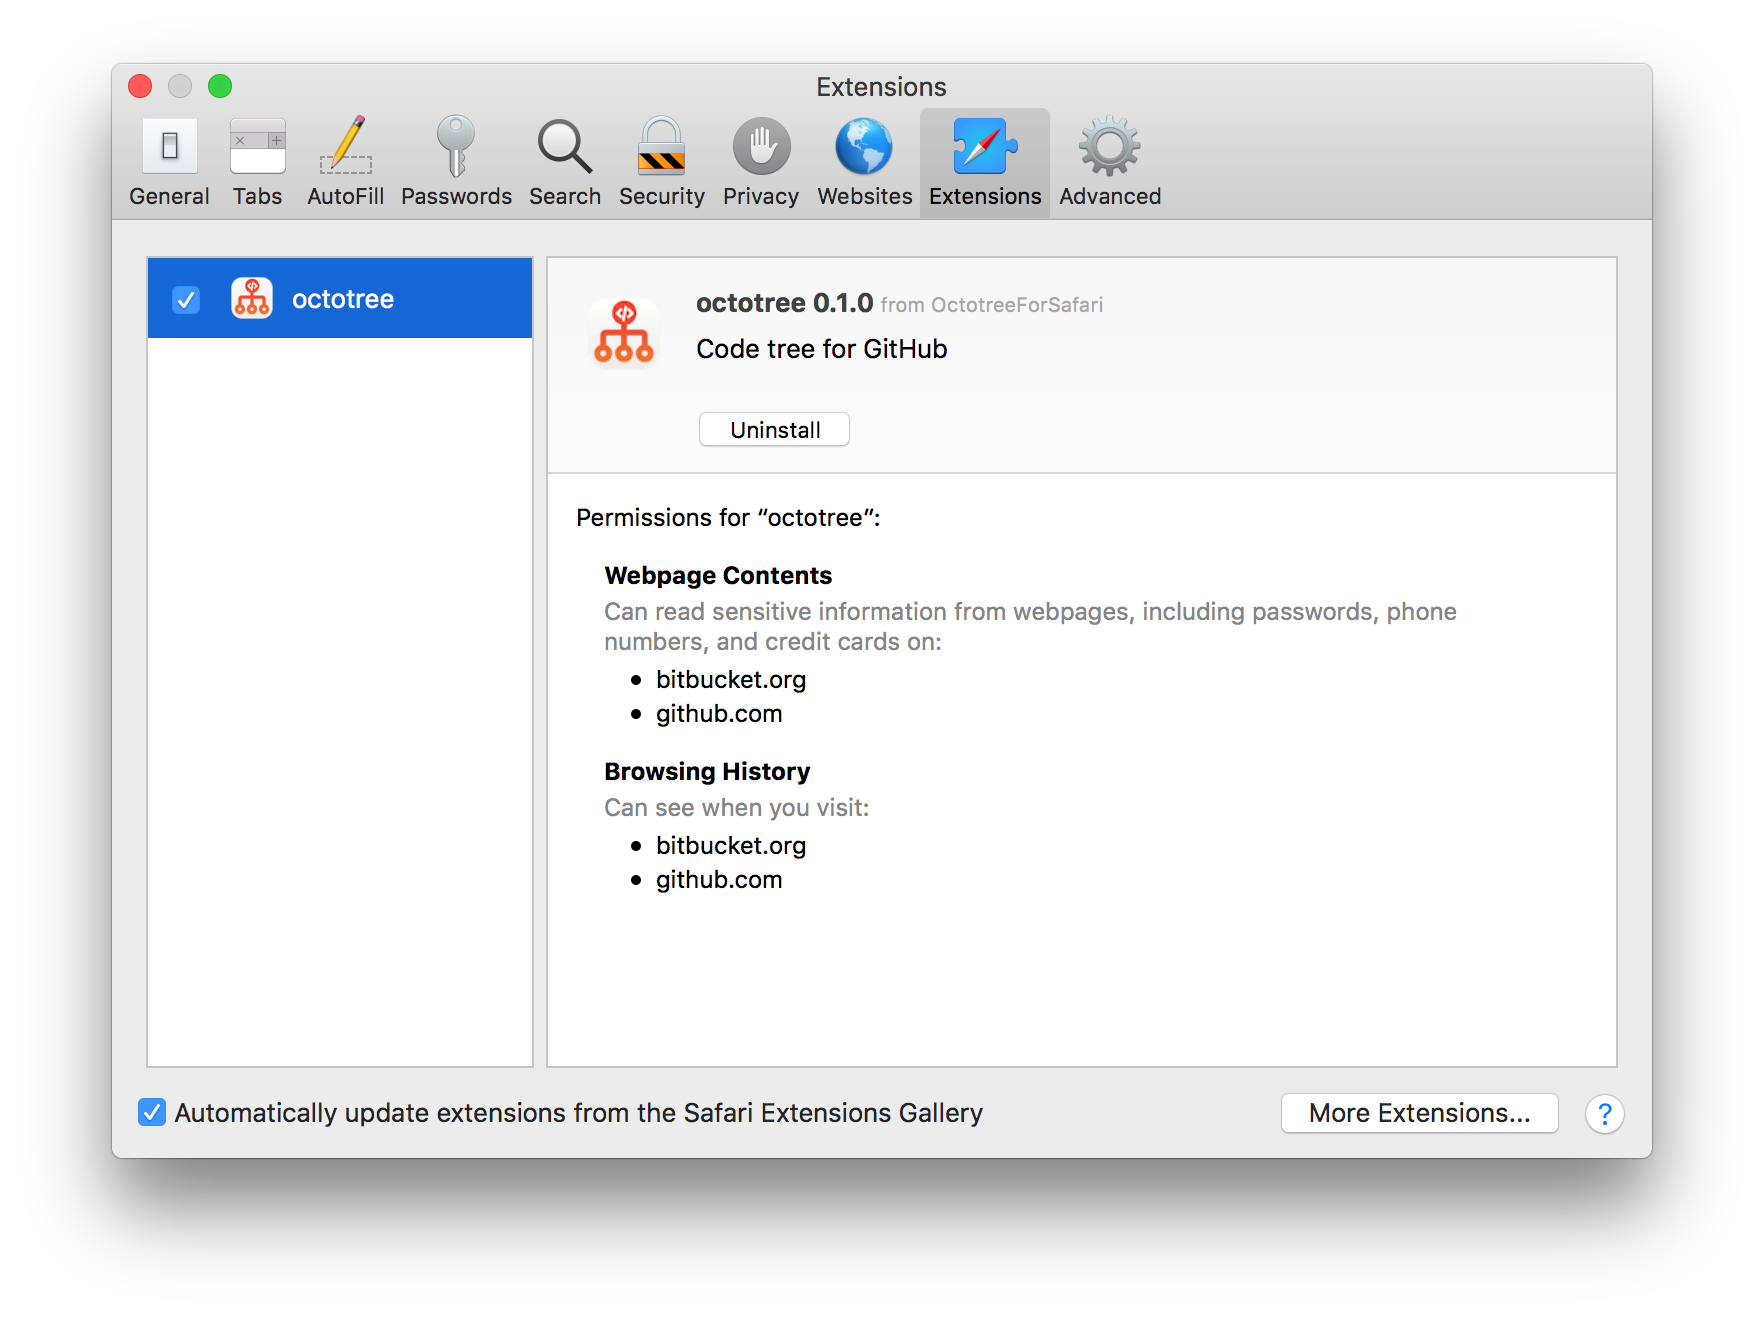 Extensions
General Tabs AutoFill Passwords Search Security Privacy Websites Extensions Advanced
octotree
octotree 0.1.0 from OctotreeForSafari
Code tree for GitHub
Uninstall
Permissions for “octotree”:
Webpage Contents
Can read sensitive information from webpages, including passwords, phone
numbers, and credit cards on:
• bitbucket.org
• github.com
Browsing History
Can see when you visit:
• bitbucket.org
• github.com
Automatically update extensions from the Safari Extensions Gallery
More Extensions...
?